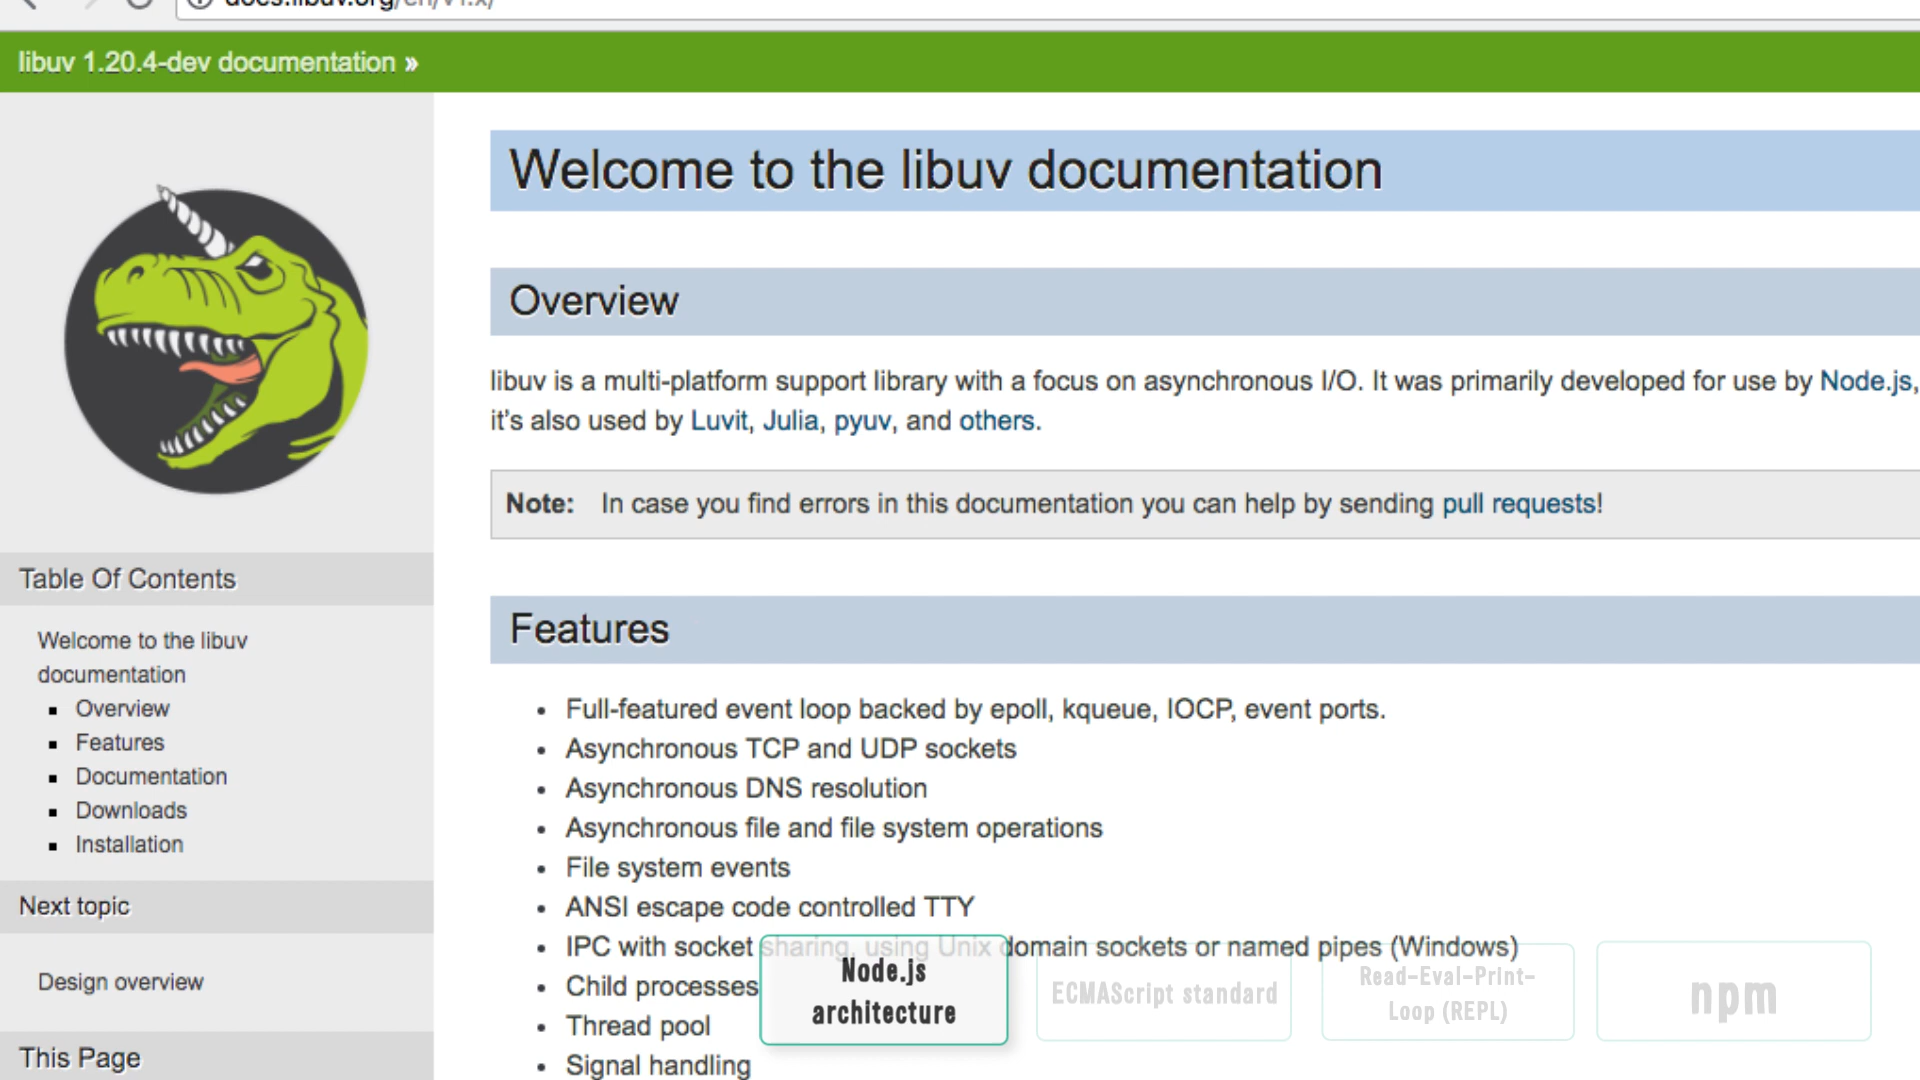 docs.libuv.org/en/v1.x/
libuv 1.20.4-dev documentation »
Welcome to the libuv documentation
Overview
libuv is a multi-platform support library with a focus on asynchronous I/O. It was primarily developed for use by Node.js,
it's also used by Luvit, Julia, pyuv, and others.
Note: In case you find errors in this documentation you can help by sending pull requests!
Features
• Full-featured event loop backed by epoll, kqueue, IOCP, event ports.
• Asynchronous TCP and UDP sockets
• Asynchronous DNS resolution
• Asynchronous file and file system operations
• File system events
• ANSI escape code controlled TTY
• IPC with socket sharing, using Unix domain sockets or named pipes (Windows)
• Child processes
• Thread pool
• Signal handling
Table Of Contents
Welcome to the libuv
documentation
▪ Overview
▪ Features
▪ Documentation
▪ Downloads
▪ Installation
Next topic
Design overview
This Page
Node.js
architecture
ECMAScript standard
Read-Eval-Print-
Loop (REPL)
npm